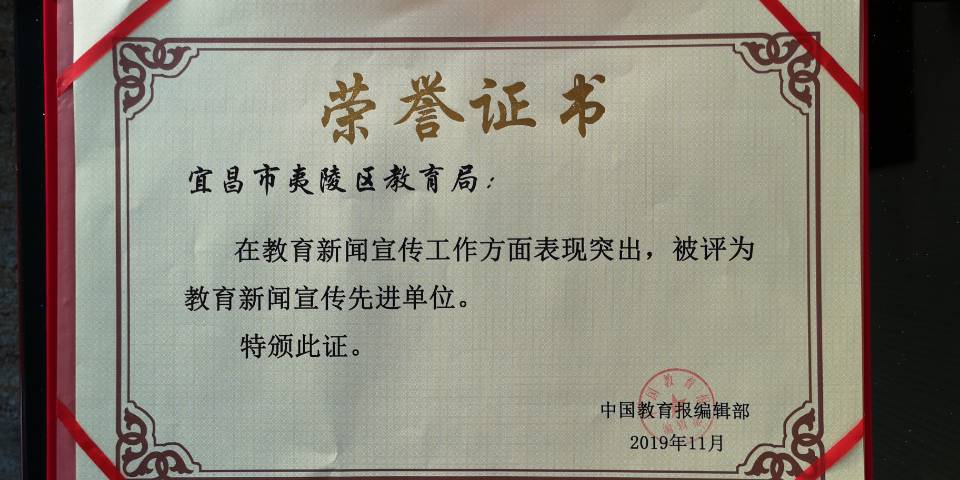 荣誉证书
宜昌市夷陵区教育局：
在教育新闻宣传工作方面表现突出，被评为
教育新闻宣传先进单位。
特颁此证。
中国教育报编辑部
2019年11月